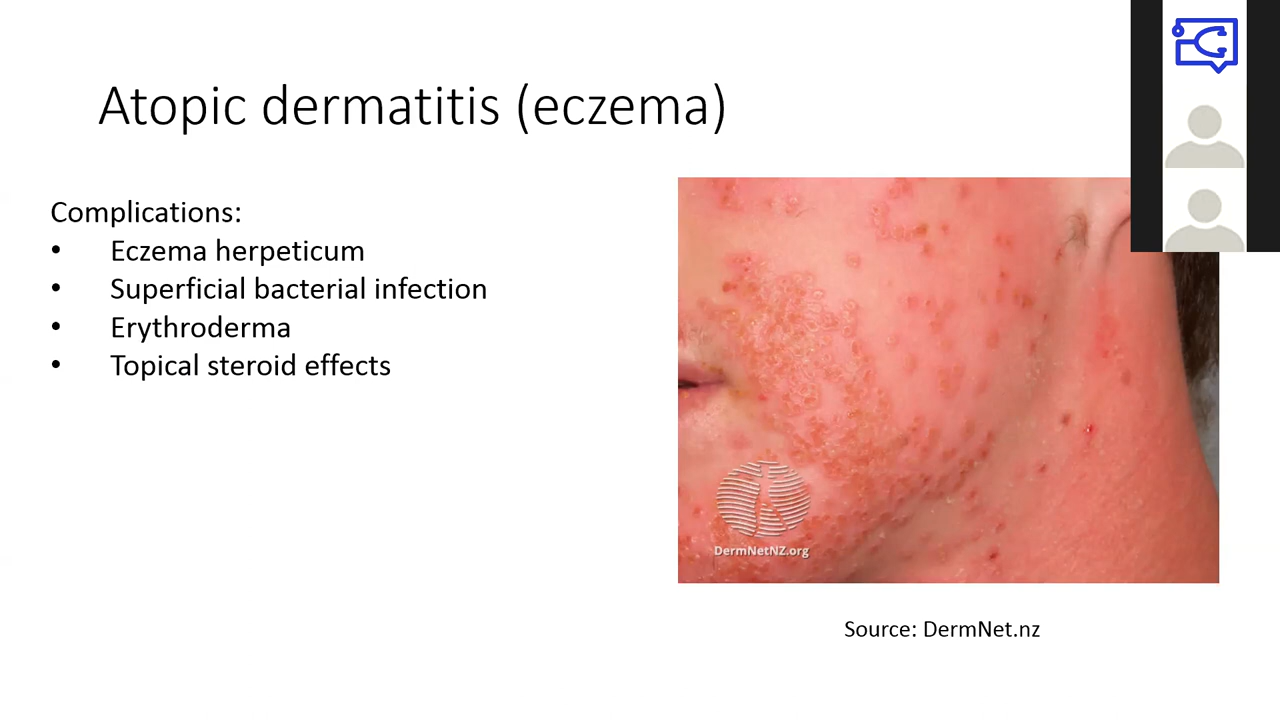 Atopic dermatitis (eczema)
Complications:
• Eczema herpeticum
• Superficial bacterial infection
• Erythroderma
• Topical steroid effects
DermNetNZ.org
Source: DermNet.nz